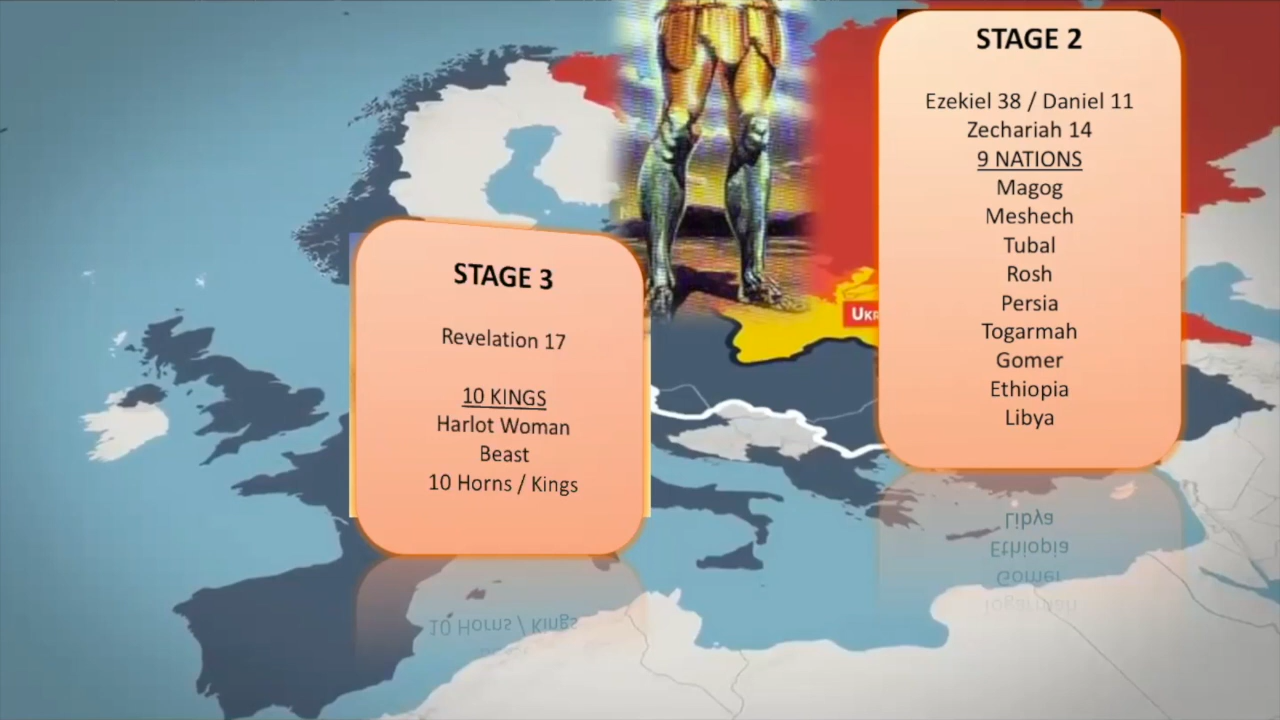 STAGE 3
Revelation 17
10 KINGS
Harlot Woman
Beast
10 Horns / Kings
STAGE 2
Ezekiel 38 / Daniel 11
Zechariah 14
9 NATIONS
Magog
Meshech
Tubal
Rosh
Persia
Togarmah
Gomer
Ethiopia
Libya